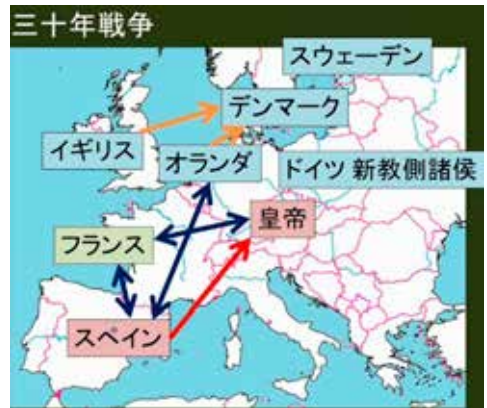 三十年戦争
スウェーデン
デンマーク
イギリス
オランダ
ドイツ 新教側諸侯
皇帝
フランス
スペイン